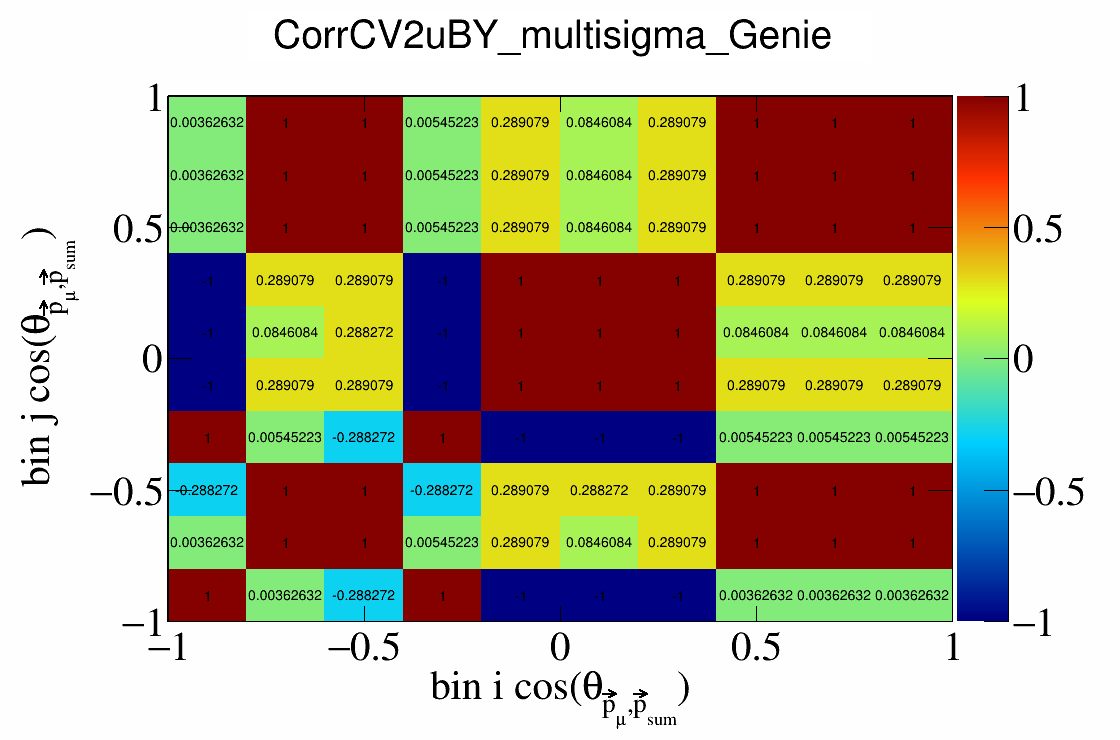 CorrCV2uBY_multisigma_Genie
1
0.00362632 1 1 0.00545223 0.289079 0.0846084 0.289079 1 1 1
0.00362632 1 1 0.00545223 0.289079 0.0846084 0.289079 1 1 1
0.5 0.00362632 1 1 0.00545223 0.289079 0.0846084 0.289079 1 1 1
-1 0.289079 0.289079 -1 1 1 1 0.289079 0.289079 0.289079
-1 0.0846084 0.288272 -1 1 1 1 0.0846084 0.0846084 0.0846084
0
-1 0.289079 0.289079 -1 1 1 1 0.289079 0.289079 0.289079
1 0.00545223 -0.288272 1 -1 -1 -1 0.00545223 0.00545223 0.00545223
−0.5 -0.288272 1 1 -0.288272 0.289079 0.288272 0.289079 1 1 1
0.00362632 1 1 0.00545223 0.289079 0.0846084 0.289079 1 1 1
1 0.00362632 -0.288272 1 -1 -1 -1 0.00362632 0.00362632 0.00362632
−1
−1 −0.5 0 0.5 1
bin i cos(θp⃗μ,p⃗sum)
bin j cos(θp⃗μ,p⃗sum)
1
0.5
0
−0.5
−1